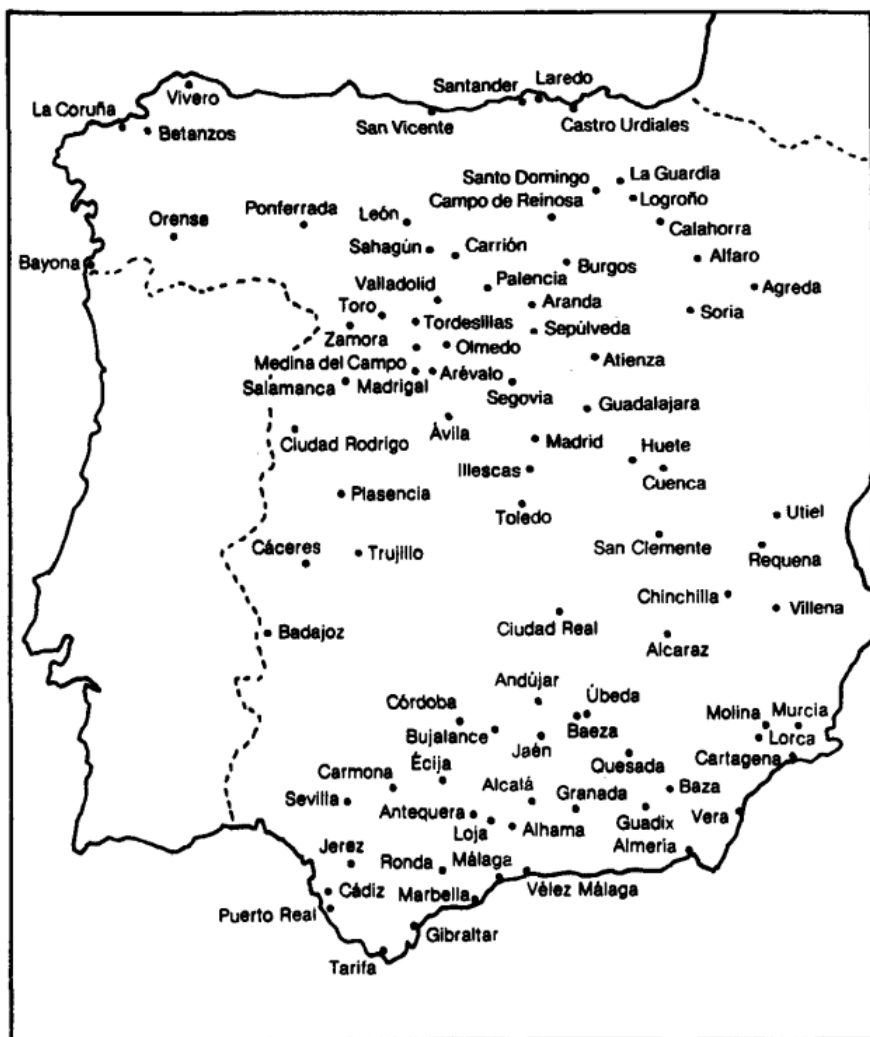 Santander
Laredo
Vivero
La Coruña
Betanzos
San Vicente
Castro Urdiales
Santo Domingo
La Guardia
Campo de Reinosa
Logroño
Ponferrada
León
Orense
Calahorra
Sahagún
Carrión
Bayona
Burgos
Alfaro
Valladolid
Palencia
Agreda
Toro
Aranda
Soria
Tordesillas
Sepúlveda
Zamora
Olmedo
Medina del Campo
Atienza
Salamanca
Madrigal
Arévalo
Segovia
Guadalajara
Ávila
Ciudad Rodrigo
Madrid
Huete
Illescas
Cuenca
Plasencia
Toledo
Utiel
Cáceres
Trujillo
San Clemente
Requena
Chinchilla
Villena
Badajoz
Ciudad Real
Alcaraz
Andújar
Córdoba
Úbeda
Molina
Murcia
Bujalance
Baeza
Lorca
Jaén
Écija
Quesada
Cartagena
Carmona
Alcalá
Granada
Baza
Sevilla
Antequera
Loja
Alhama
Guadix
Vera
Jerez
Ronda
Málaga
Almeria
Cádiz
Marbella
Vélez Málaga
Puerto Real
Gibraltar
Tarifa